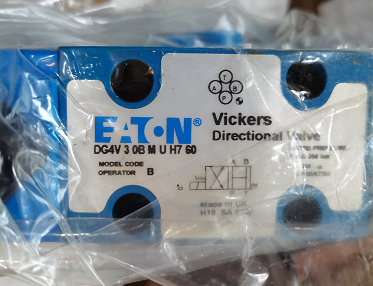 T
A B
P
EATON
Vickers
Directional Valve
DG4V 3 0B M U H7 60
MODEL CODE
OPERATOR B
A B
P T
Made in UK